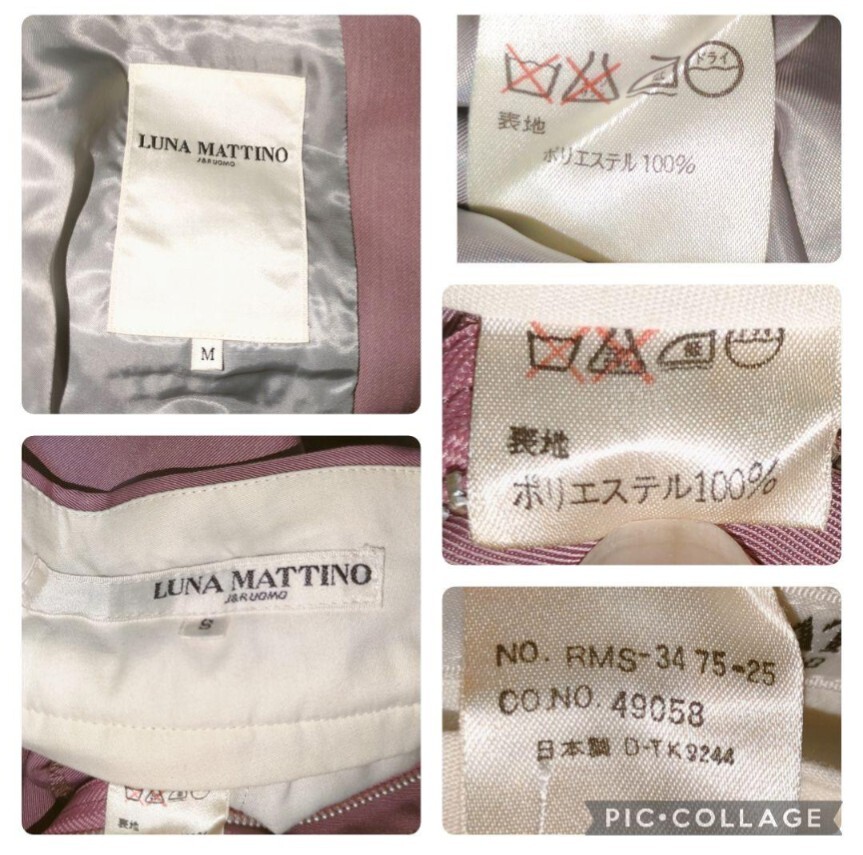 LUNA MATTINO
J&R UOMO
M
ドライ
表地
ポリエステル100%
低
表地
ポリエステル100%
LUNA MATTINO
J&R UOMO
S
表地
NO. RMS-3475-25
CO.NO. 49058
日本製 D-TK9244
PIC•COLLAGE